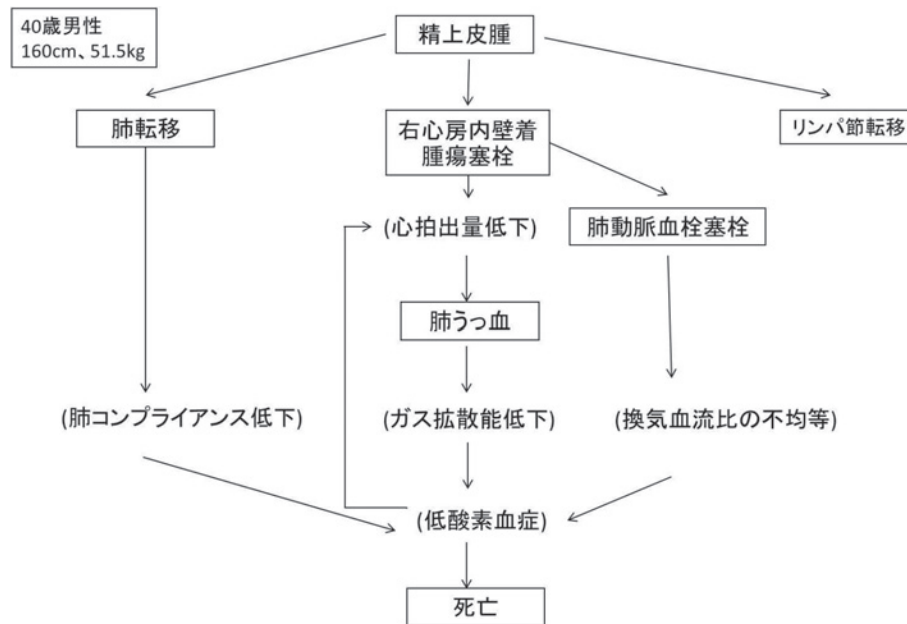 40歳男性
160cm、51.5kg
精上皮腫
肺転移
右心房内壁着
腫瘍塞栓
リンパ節転移
(心拍出量低下)
肺動脈血栓塞栓
肺うっ血
(肺コンプライアンス低下)
(ガス拡散能低下)
(換気血流比の不均等)
(低酸素血症)
死亡